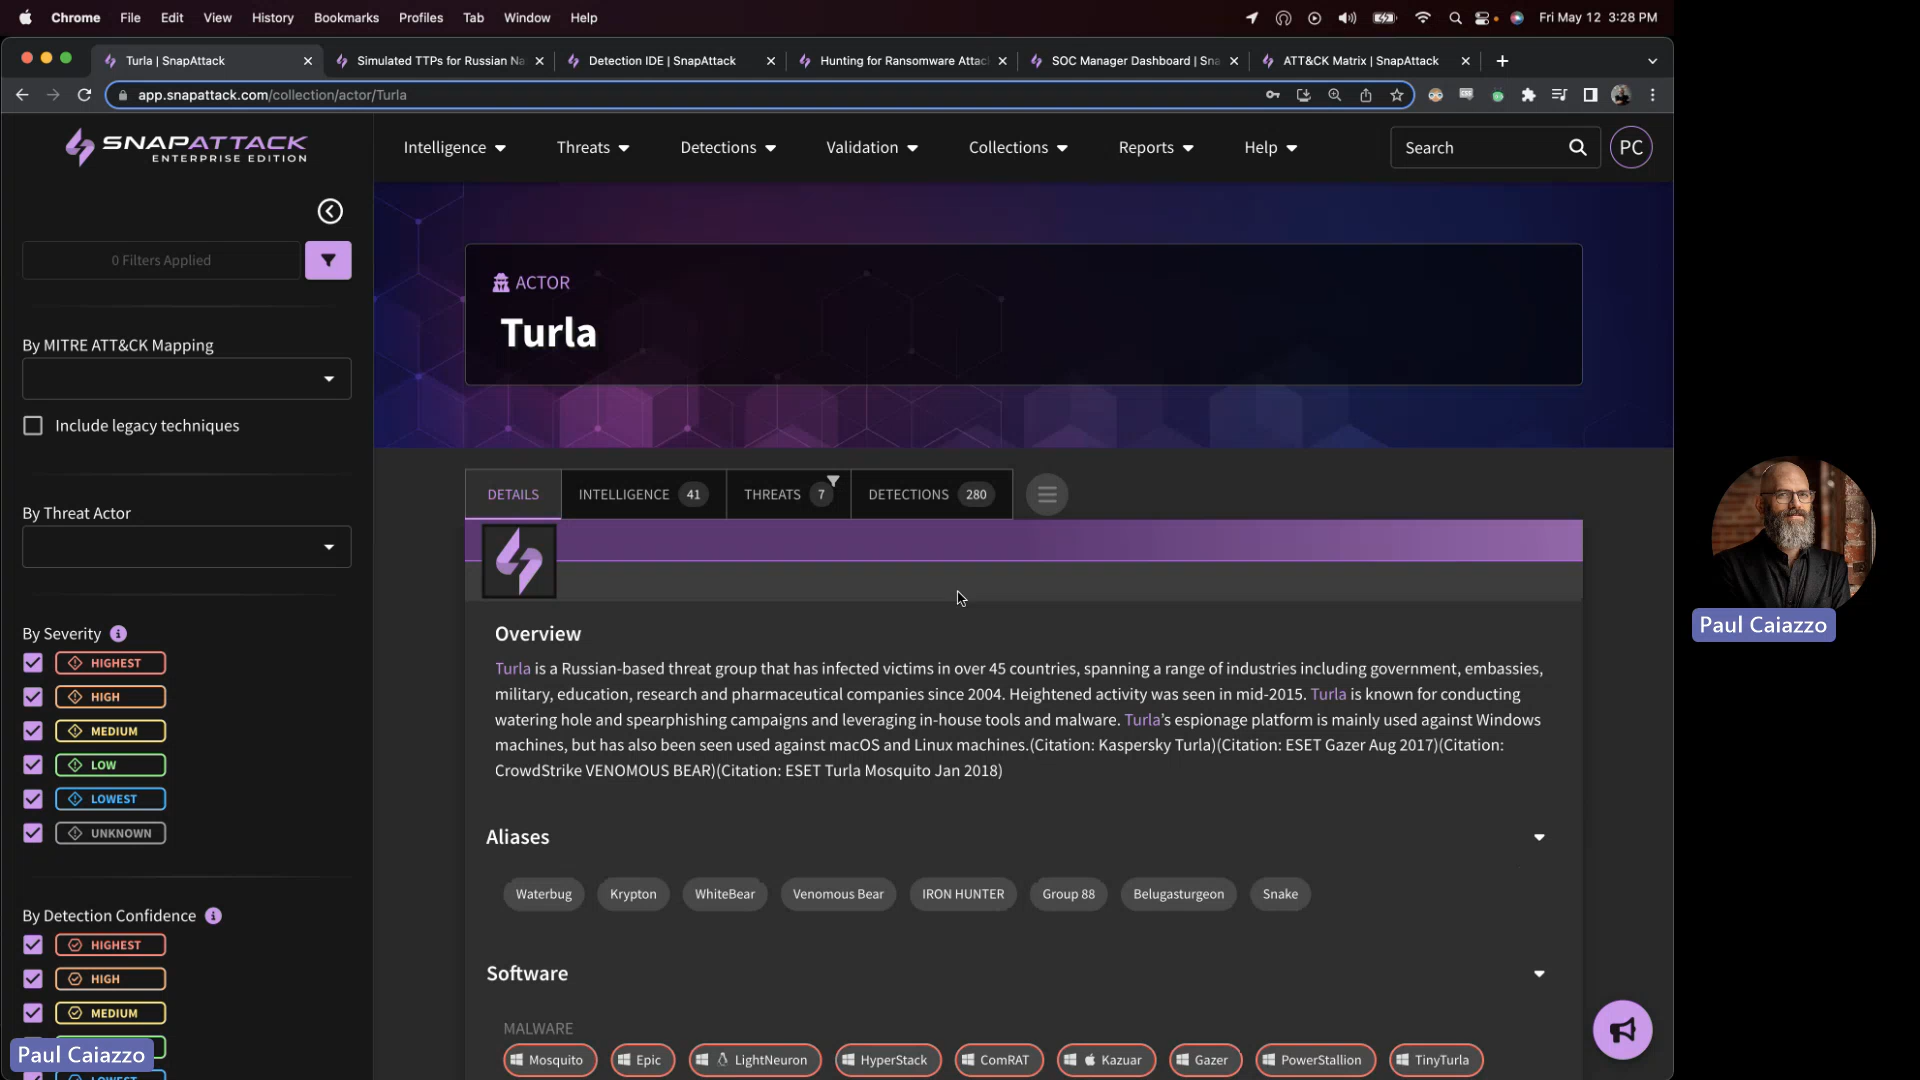 Chrome File Edit View History Bookmarks Profiles Tab Window Help Fri May 12 3:28 PM
Turla | SnapAttack
Simulated TTPs for Russian Na
Detection IDE | SnapAttack
Hunting for Ransomware Attac
SOC Manager Dashboard | Sna
ATT&CK Matrix | SnapAttack
app.snapattack.com/collection/actor/Turla
SNAPATTACK
ENTERPRISE EDITION
Intelligence Threats Detections Validation Collections Reports Help Search PC
0 Filters Applied
By MITRE ATT&CK Mapping
Include legacy techniques
By Threat Actor
By Severity
HIGHEST
HIGH
MEDIUM
LOW
LOWEST
UNKNOWN
By Detection Confidence
HIGHEST
HIGH
MEDIUM
LOWEST
ACTOR
Turla
DETAILS INTELLIGENCE 41 THREATS 7 DETECTIONS 280
Overview
Turla is a Russian-based threat group that has infected victims in over 45 countries, spanning a range of industries including government, embassies,
military, education, research and pharmaceutical companies since 2004. Heightened activity was seen in mid-2015. Turla is known for conducting
watering hole and spearphishing campaigns and leveraging in-house tools and malware. Turla's espionage platform is mainly used against Windows
machines, but has also been seen used against macOS and Linux machines.(Citation: Kaspersky Turla)(Citation: ESET Gazer Aug 2017)(Citation:
CrowdStrike VENOMOUS BEAR)(Citation: ESET Turla Mosquito Jan 2018)
Aliases
Waterbug Krypton WhiteBear Venomous Bear IRON HUNTER Group 88 Belugasturgeon Snake
Software
MALWARE
Mosquito Epic LightNeuron HyperStack ComRAT Kazuar Gazer PowerStallion TinyTurla
Paul Caiazzo
Paul Caiazzo